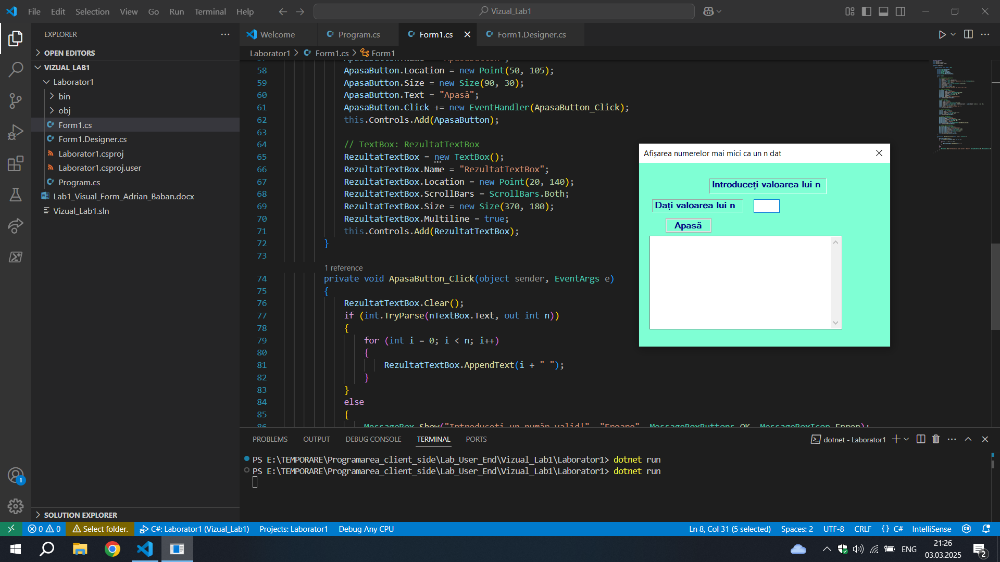 File Edit Selection View Go Run Terminal Help
Vizual_Lab1
EXPLORER
OPEN EDITORS
VIZUAL_LAB1
Laborator1
bin
obj
Form1.cs
Form1.Designer.cs
Laborator1.csproj
Laborator1.csproj.user
Program.cs
Lab1_Visual_Form_Adrian_Baban.docx
Vizual_Lab1.sln
SOLUTION EXPLORER
Welcome Program.cs Form1.cs Form1.Designer.cs
Laborator1 > Form1.cs > Form1
58 ApasaButton.Location = new Point(50, 105);
59 ApasaButton.Size = new Size(90, 30);
60 ApasaButton.Text = "Apasă";
61 ApasaButton.Click += new EventHandler(ApasaButton_Click);
62 this.Controls.Add(ApasaButton);
63
64 // TextBox: RezultatTextBox
65 RezultatTextBox = new TextBox();
66 RezultatTextBox.Name = "RezultatTextBox";
67 RezultatTextBox.Location = new Point(20, 140);
68 RezultatTextBox.ScrollBars = ScrollBars.Both;
69 RezultatTextBox.Size = new Size(370, 180);
70 RezultatTextBox.Multiline = true;
71 this.Controls.Add(RezultatTextBox);
72 }
73
1 reference
74 private void ApasaButton_Click(object sender, EventArgs e)
75 {
76 RezultatTextBox.Clear();
77 if (int.TryParse(nTextBox.Text, out int n))
78 {
79 for (int i = 0; i < n; i++)
80 {
81 RezultatTextBox.AppendText(i + " ");
82 }
83 }
84 else
85 {
86 MessageBox.Show("Introduceți un număr valid!", "Eroare", MessageBoxButtons.OK, MessageBoxIcon.Error);
Afișarea numerelor mai mici ca un n dat
Introduceți valoarea lui n
Dați valoarea lui n
Apasă
PROBLEMS OUTPUT DEBUG CONSOLE TERMINAL PORTS
dotnet - Laborator1
PS E:\TEMPORARE\Programarea_client_side\Lab_User_End\Vizual_Lab1\Laborator1> dotnet run
PS E:\TEMPORARE\Programarea_client_side\Lab_User_End\Vizual_Lab1\Laborator1> dotnet run
1
0 0 Select folder. C#: Laborator1 (Vizual_Lab1) Projects: Laborator1 Debug Any CPU
Ln 8, Col 31 (5 selected) Spaces: 2 UTF-8 CRLF {} C# IntelliSense
ENG
21:26
03.03.2025
2